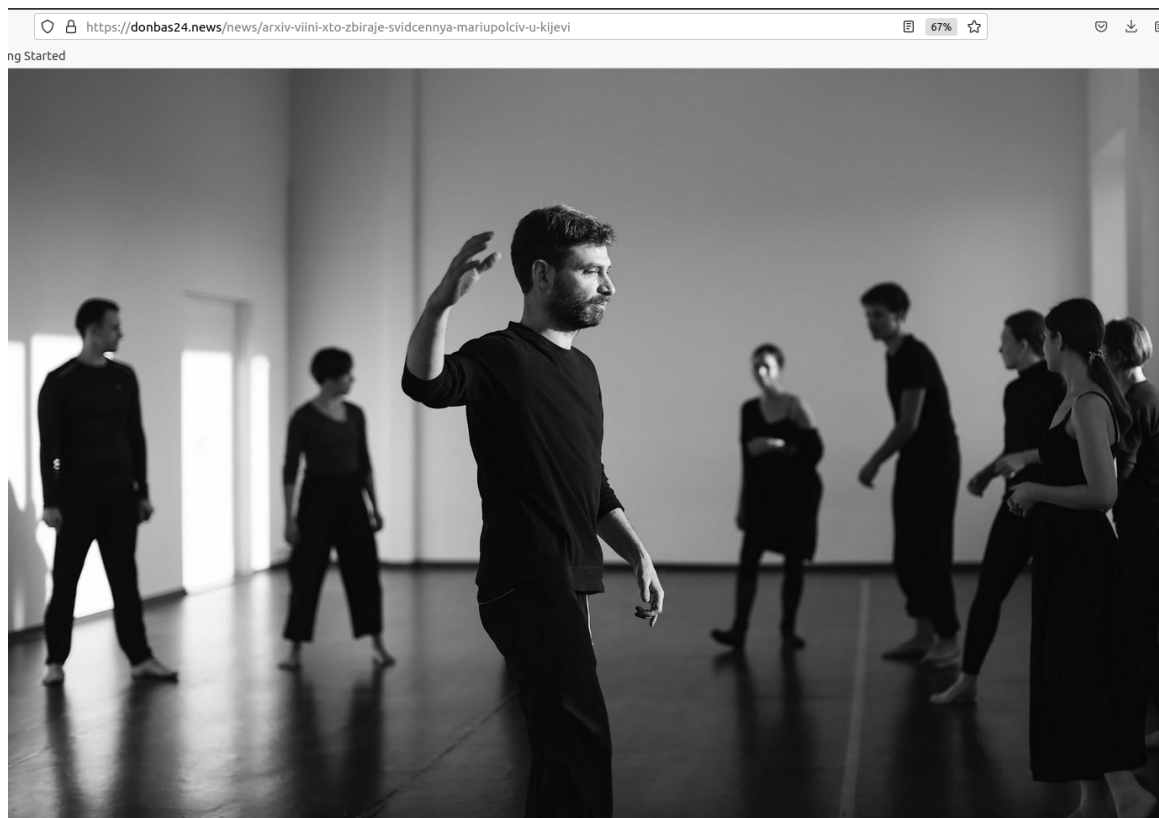 https://donbas24.news/news/arxiv-viini-xto-zbiraje-svidcennya-mariupolciv-u-kijevi
67%
ng Started